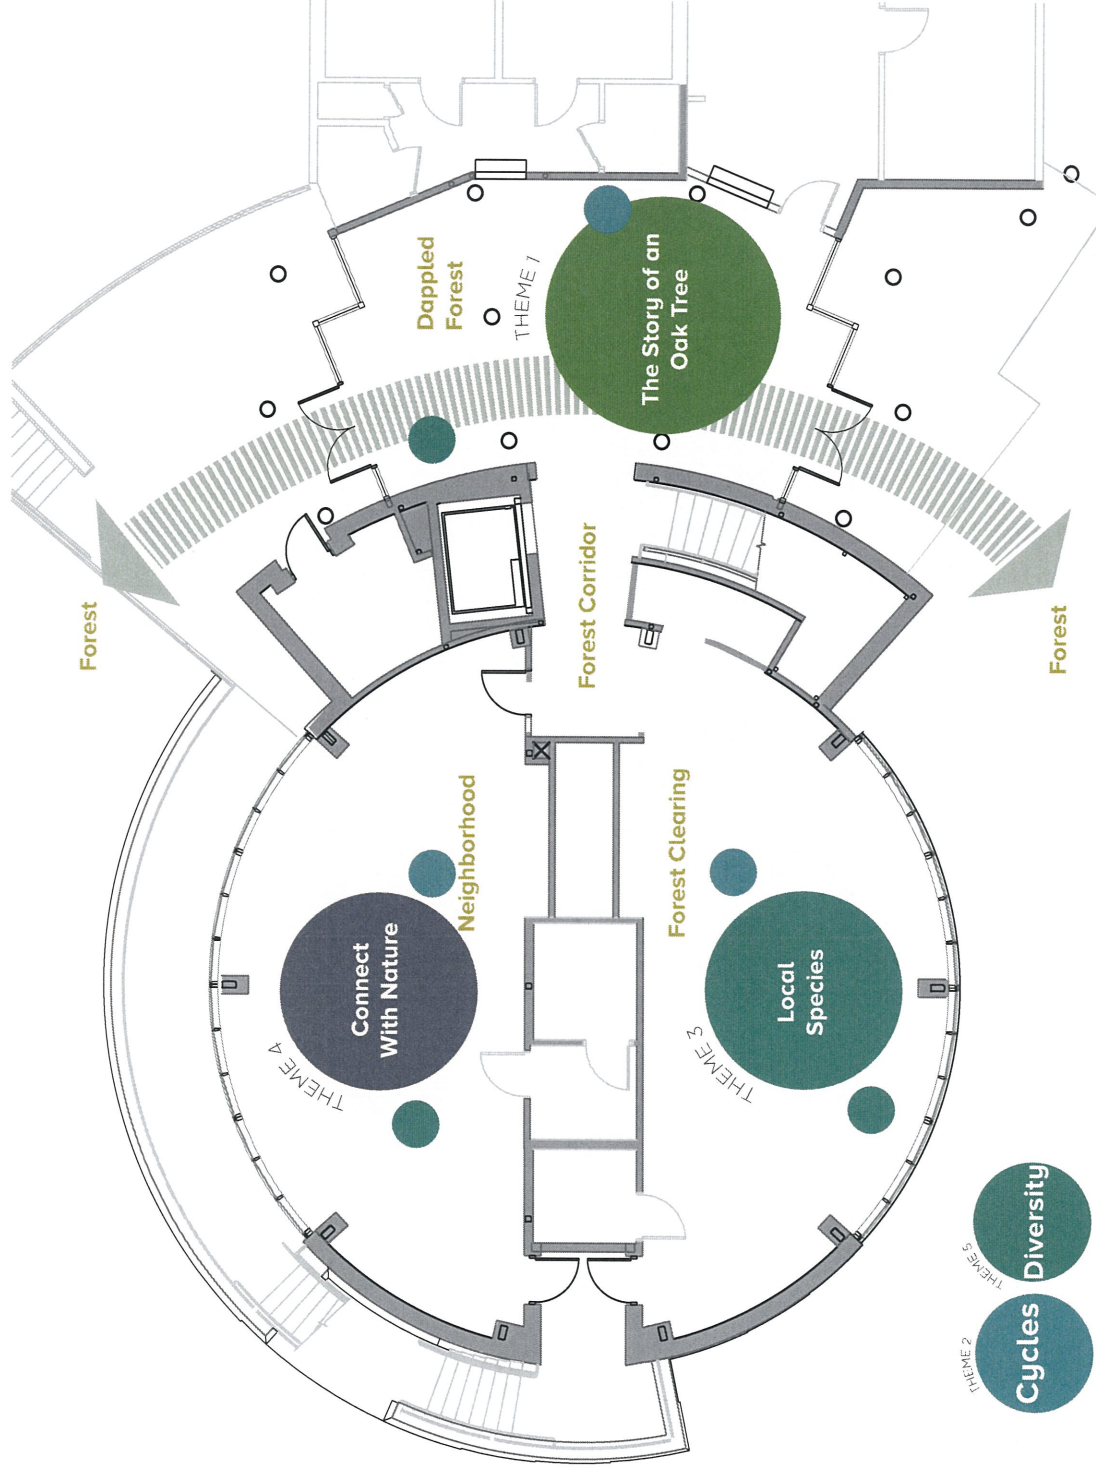 Forest
THEME 4
Connect
With Nature
Dappled
Forest
Neighborhood
THEME 1
Forest Corridor
The Story of an
Oak Tree
Forest Clearing
THEME 3
Local
Species
THEME 2
Cycles
THEME 5
Diversity
Forest